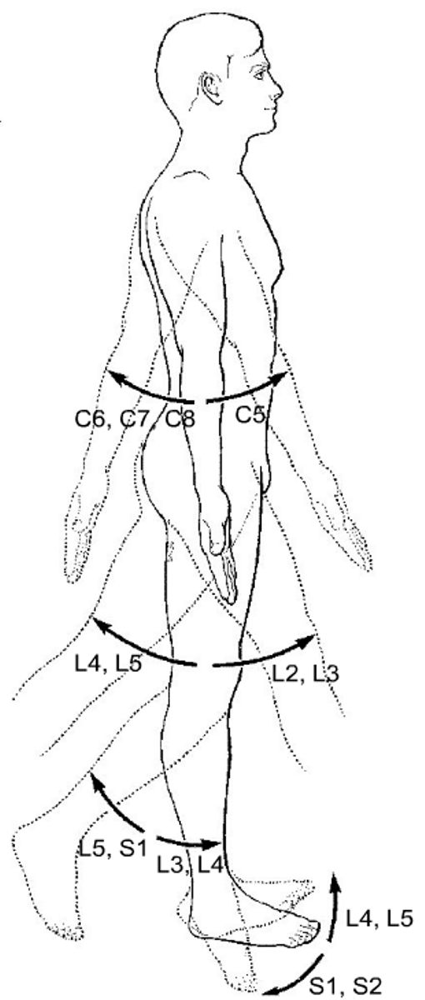 C6, C7, C8
C5
L4, L5
L2, L3
L5, S1
L3, L4
L4, L5
S1, S2